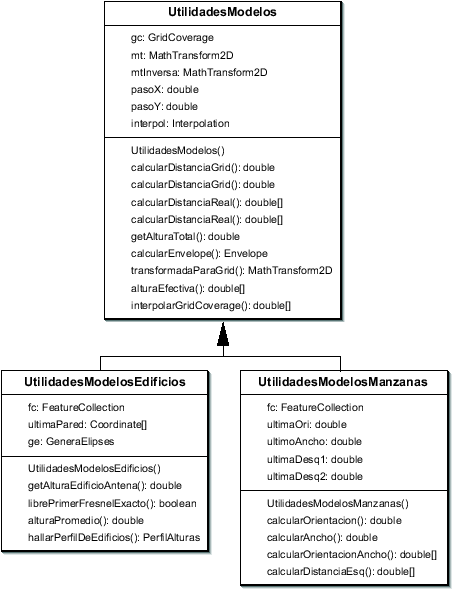 UtilidadesModelos
gc: GridCoverage
mt: MathTransform2D
mtInversa: MathTransform2D
pasoX: double
pasoY: double
interpol: Interpolation
UtilidadesModelos()
calcularDistanciaGrid(): double
calcularDistanciaGrid(): double
calcularDistanciaReal(): double[]
calcularDistanciaReal(): double[]
getAlturaTotal(): double
calcularEnvelope(): Envelope
transformadaParaGrid(): MathTransform2D
alturaEfectiva(): double[]
interpolarGridCoverage(): double[]
UtilidadesModelosEdificios
fc: FeatureCollection
ultimaPared: Coordinate[]
ge: GeneraElipses
UtilidadesModelosEdificios()
getAlturaEdificioAntena(): double
librePrimerFresnelExacto(): boolean
alturaPromedio(): double
hallarPerfilDeEdificios(): PerfilAlturas
UtilidadesModelosManzanas
fc: FeatureCollection
ultimaOri: double
ultimoAncho: double
ultimaDesq1: double
ultimaDesq2: double
UtilidadesModelosManzanas()
calcularOrientacion(): double
calcularAncho(): double
calcularOrientacionAncho(): double[]
calcularDistanciaEsq(): double[]